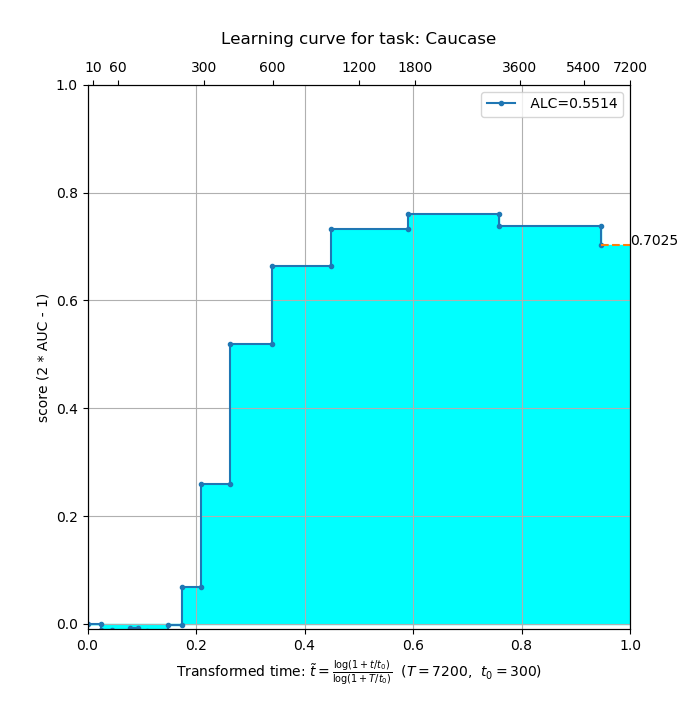 Learning curve for task: Caucase
10 60 300 600 1200 1800 3600 5400 7200
1.0
ALC=0.5514
0.8
0.7025
0.6
score (2 * AUC - 1)
0.4
0.2
0.0
0.0 0.2 0.4 0.6 0.8 1.0
Transformed time: t̃ = log(1 + t/t₀) / log(1 + T/t₀) (T = 7200, t₀ = 300)